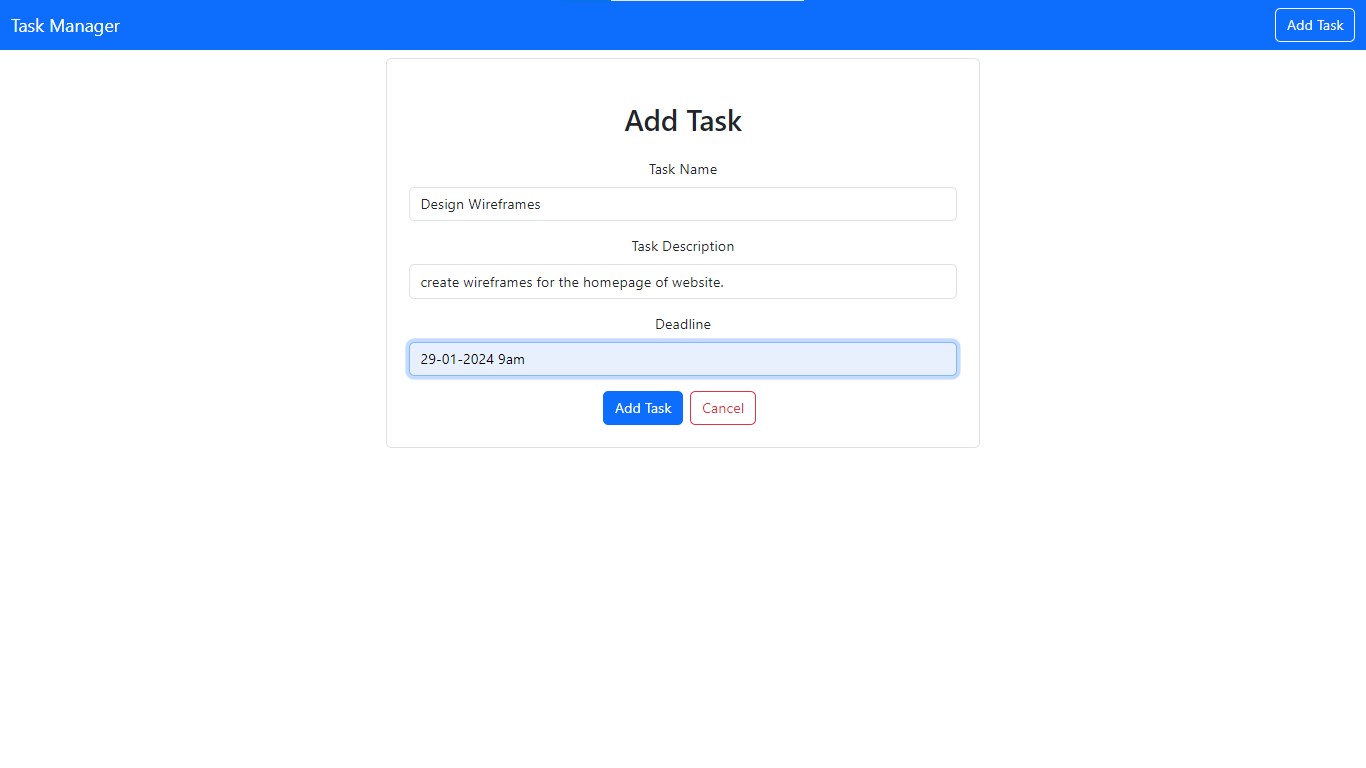 Task Manager
Add Task
Add Task
Task Name
Design Wireframes
Task Description
create wireframes for the homepage of website.
Deadline
29-01-2024 9am
Add Task
Cancel